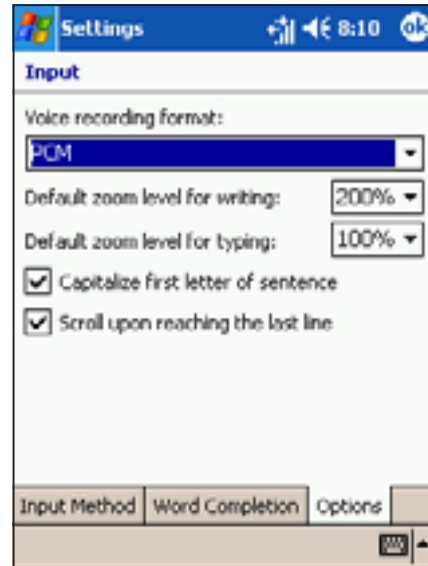 Settings 8:10 ok
Input
Voice recording format:
PCM
Default zoom level for writing: 200%
Default zoom level for typing: 100%
Capitalize first letter of sentence
Scroll upon reaching the last line
Input Method Word Completion Options